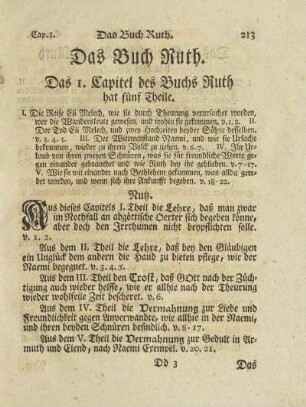 Cap. 1. Das Buch Ruth. 213
Das Buch Ruth.
Das 1. Capitel des Buchs Ruth
hat fünf Theile.
I. Die Reise Eli Melech, wie sie durch Theurung verursachet worden,
wer die Wandersleute gewesen, und wohin sie gekommen, v. 1. 2. II.
Der Tod Eli Melech, und zwey Hochzeiten beeder Söhne desselben,
v. 3. 4. 5. III. Der Wittwenstand Naemi, und wie sie Ursache
bekommen, wieder zu ihrem Volck zu gehen. v. 6. 7. IV. Ihr Ur-
laub von ihren zweyen Schnüren, was sie für freundliche Worte ge-
gen einander gebrauchet und wie Ruth bey ihr geblieben, v. 7-17.
V. Wie sie mit einander nach Bethlehem gekommen, was allda gere-
det worden, und wenn sich ihre Ankunfft begeben. v. 18-22.
Nutz.
Aus dieses Capitels I. Theil die Lehre, daß man zwar
im Nothfall an abgöttische Oerter sich begeben könne,
aber doch den Irrthumen nicht beypflichten solle.
v. 1. 2.
Aus dem II. Theil die Lehre, daß bey den Gläubigen
ein Unglück dem andern die Hand zu bieten pflege, wie der
Naemi begegnet. v. 3. 4. 5.
Aus dem III. Theil den Trost, daß GOtt nach der Züch-
tigung auch wieder helffe, wie er allhie nach der Theurung
wieder wohlfeile Zeit bescheret. v. 6.
Aus dem IV. Theil die Vermahnung zur Liebe und
Freundlichkeit gegen Anverwandte, wie allhie in der Naemi,
und ihren beyden Schnüren befindlich. v. 8-17.
Aus dem V. Theil die Vermahnung zur Gedult in Ar-
muth und Elend, nach Naemi Exempel. v. 20. 21.
Dd 3 Das